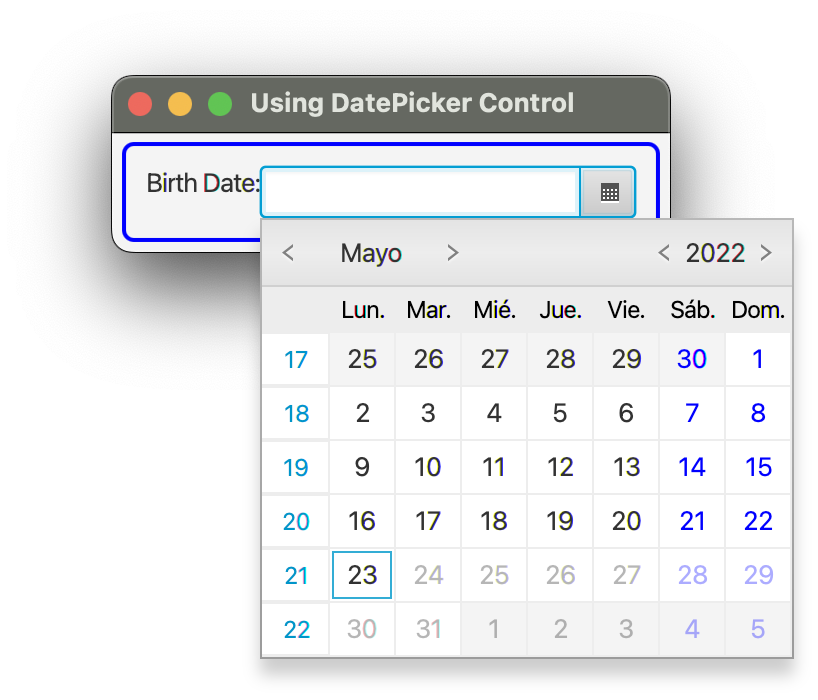 Using DatePicker Control
Birth Date:
< Mayo > < 2022 >
Lun. Mar. Mié. Jue. Vie. Sáb. Dom.
17 25 26 27 28 29 30 1
18 2 3 4 5 6 7 8
19 9 10 11 12 13 14 15
20 16 17 18 19 20 21 22
21 23 24 25 26 27 28 29
22 30 31 1 2 3 4 5